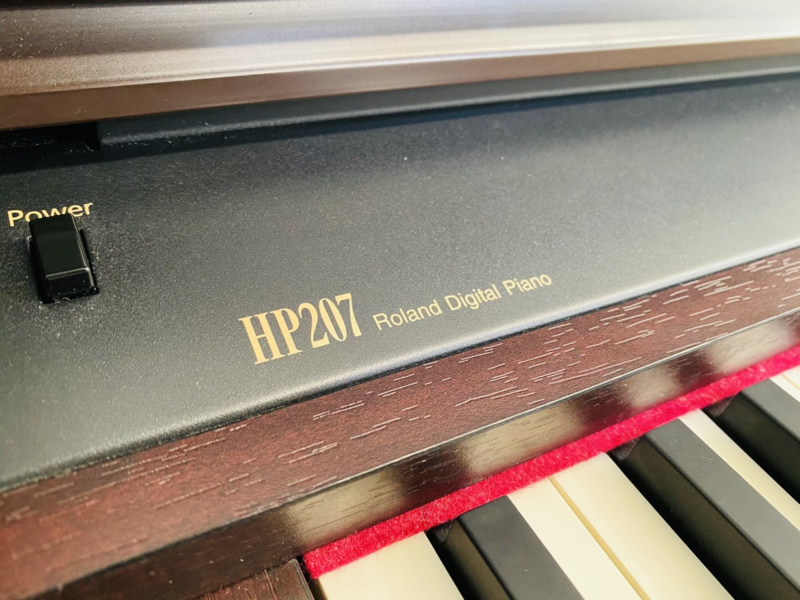 Power
HP207 Roland Digital Piano